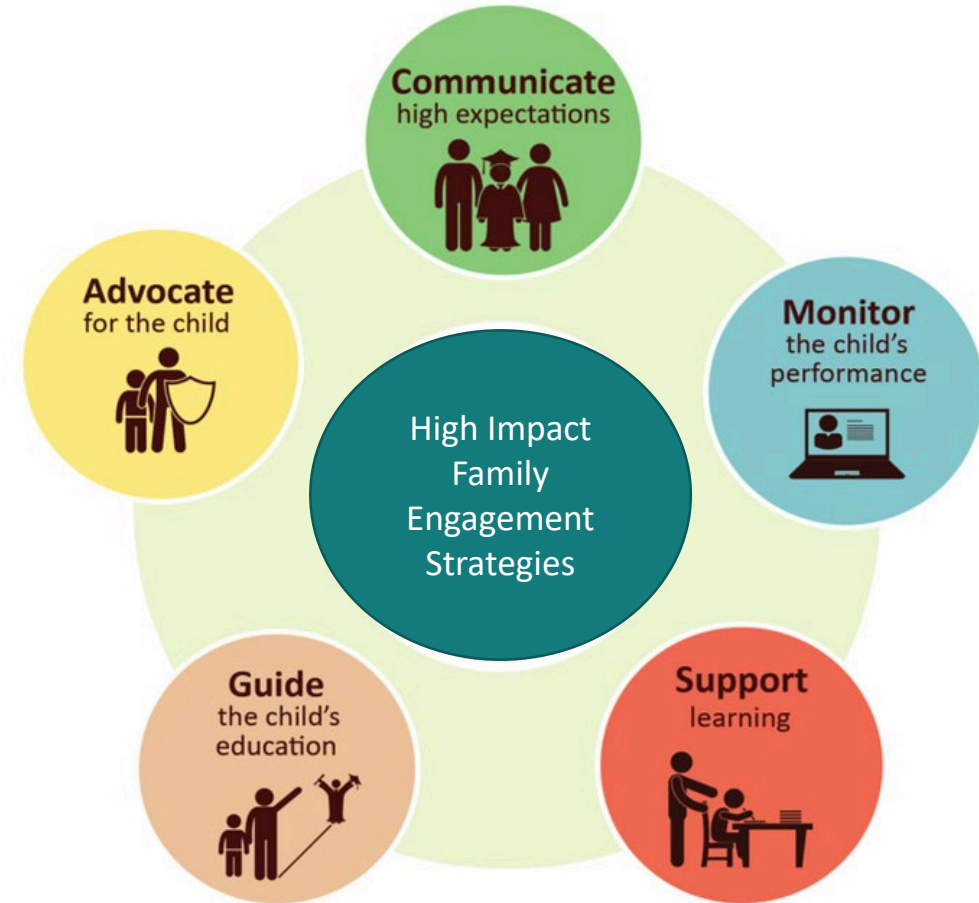 Communicate
high expectations
Monitor
the child's
performance
Support
learning
Guide
the child's
education
Advocate
for the child
High Impact
Family
Engagement
Strategies